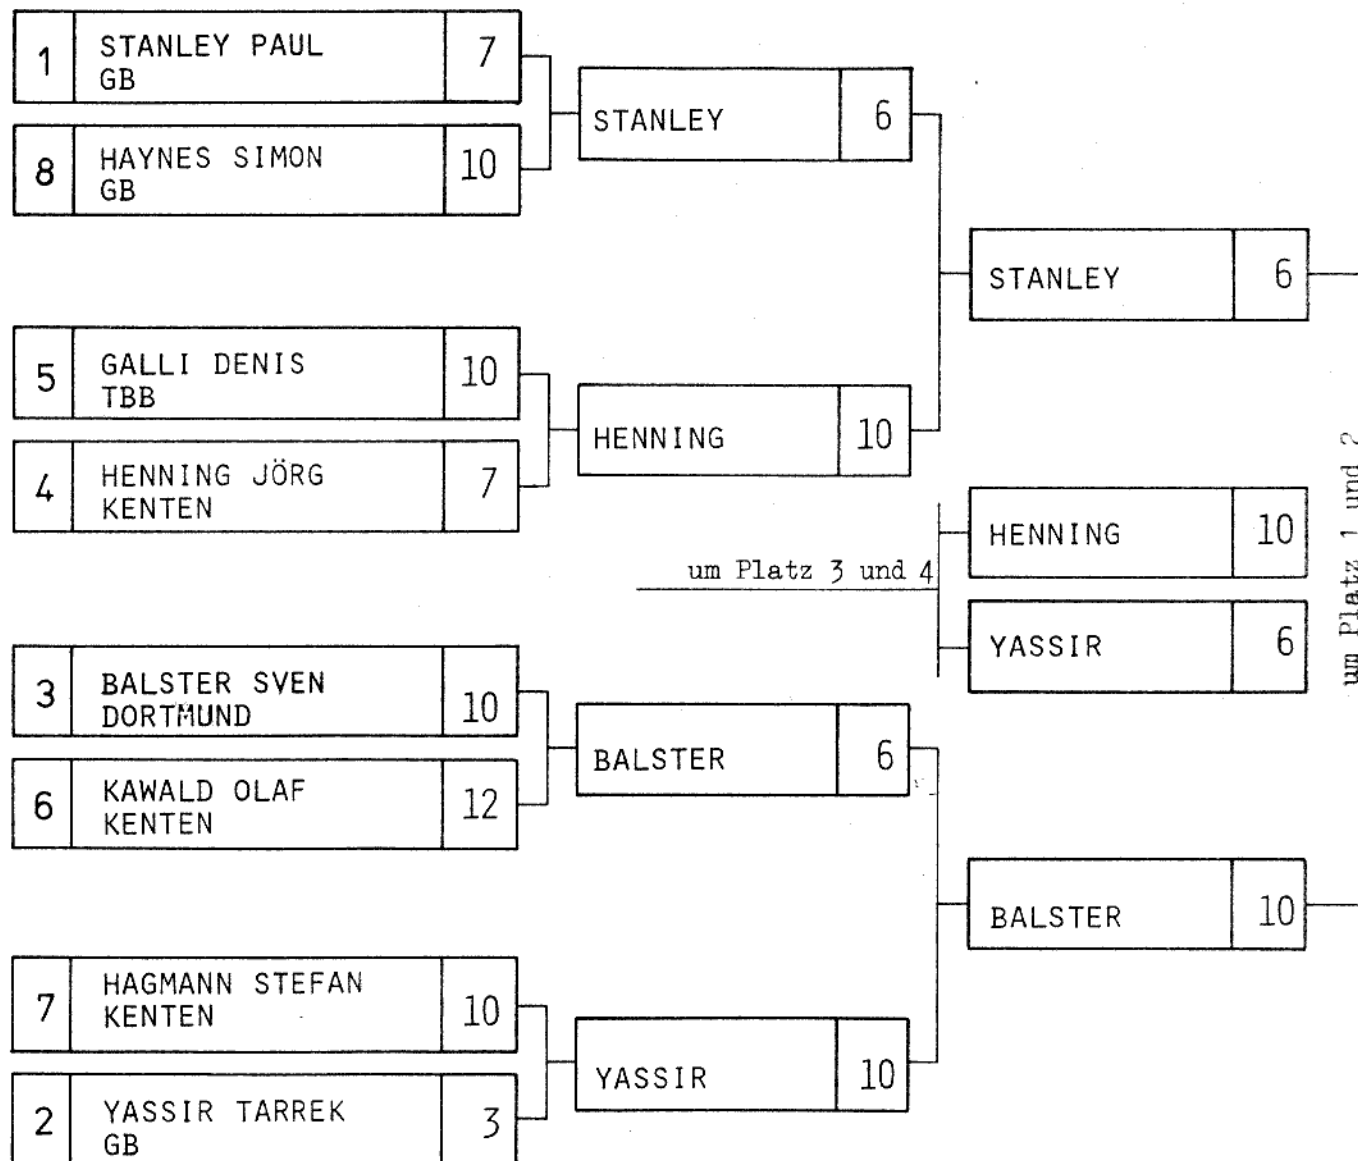 1 STANLEY PAUL 7
GB
8 HAYNES SIMON 10
GB
5 GALLI DENIS 10
TBB
4 HENNING JÖRG 7
KENTEN
3 BALSTER SVEN 10
DORTMUND
6 KAWALD OLAF 12
KENTEN
7 HAGMANN STEFAN 10
KENTEN
2 YASSIR TARREK 3
GB
STANLEY 6
HENNING 10
BALSTER 6
YASSIR 10
STANLEY 6
um Platz 3 und 4
HENNING 10
YASSIR 6
BALSTER 10
um Platz 1 und 2